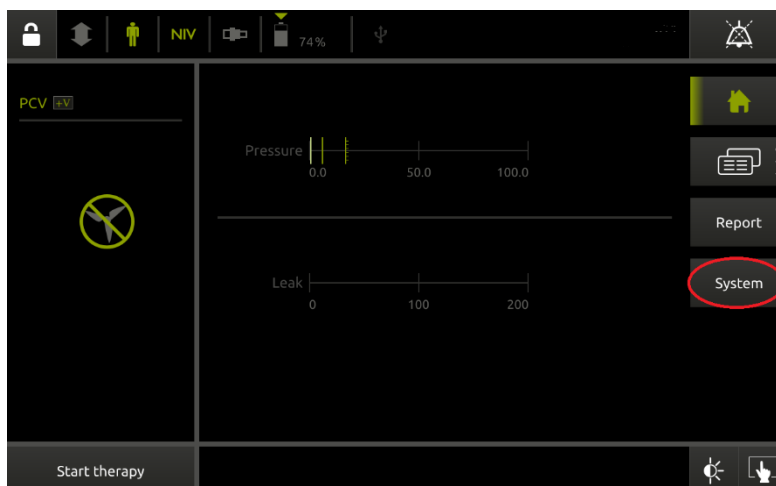 NIV
74%
PCV +V
Pressure
0.0 50.0 100.0
Report
Leak
0 100 200
System
Start therapy